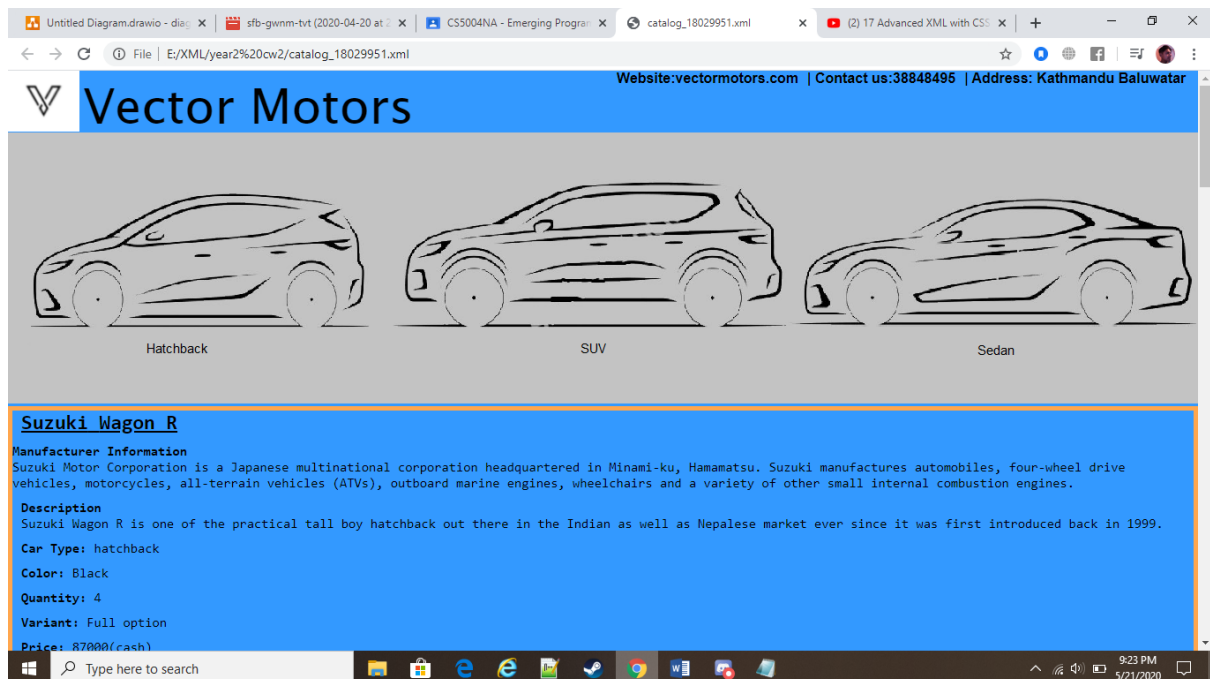 Untitled Diagram.drawio - diag
sfb-gwnm-tvt (2020-04-20 at 2
CS5004NA - Emerging Program
catalog_18029951.xml
(2) 17 Advanced XML with CSS
File | E:/XML/year2%20cw2/catalog_18029951.xml
Website:vectormotors.com | Contact us:38848495 | Address: Kathmandu Baluwatar
Vector Motors
Hatchback
SUV
Sedan
Suzuki Wagon R
Manufacturer Information
Suzuki Motor Corporation is a Japanese multinational corporation headquartered in Minami-ku, Hamamatsu. Suzuki manufactures automobiles, four-wheel drive
vehicles, motorcycles, all-terrain vehicles (ATVs), outboard marine engines, wheelchairs and a variety of other small internal combustion engines.
Description
Suzuki Wagon R is one of the practical tall boy hatchback out there in the Indian as well as Nepalese market ever since it was first introduced back in 1999.
Car Type: hatchback
Color: Black
Quantity: 4
Variant: Full option
Price: 87000(cash)
Type here to search
9:23 PM
5/21/2020